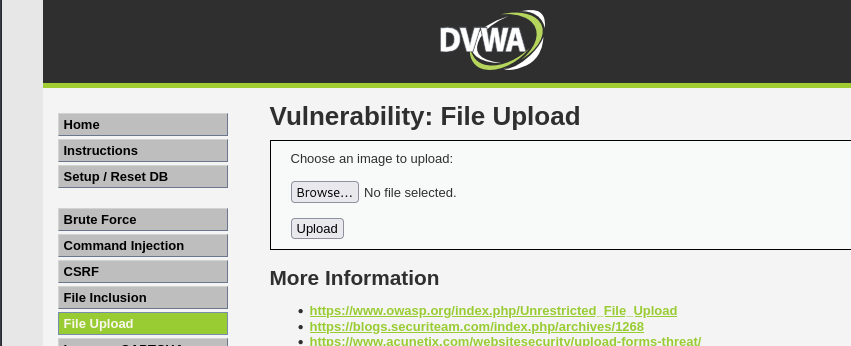 DVWA
Home
Instructions
Setup / Reset DB
Brute Force
Command Injection
CSRF
File Inclusion
File Upload
Vulnerability: File Upload
Choose an image to upload:
Browse... No file selected.
Upload
More Information
https://www.owasp.org/index.php/Unrestricted_File_Upload
https://blogs.securiteam.com/index.php/archives/1268
https://www.acunetix.com/websitesecurity/upload-forms-threat/